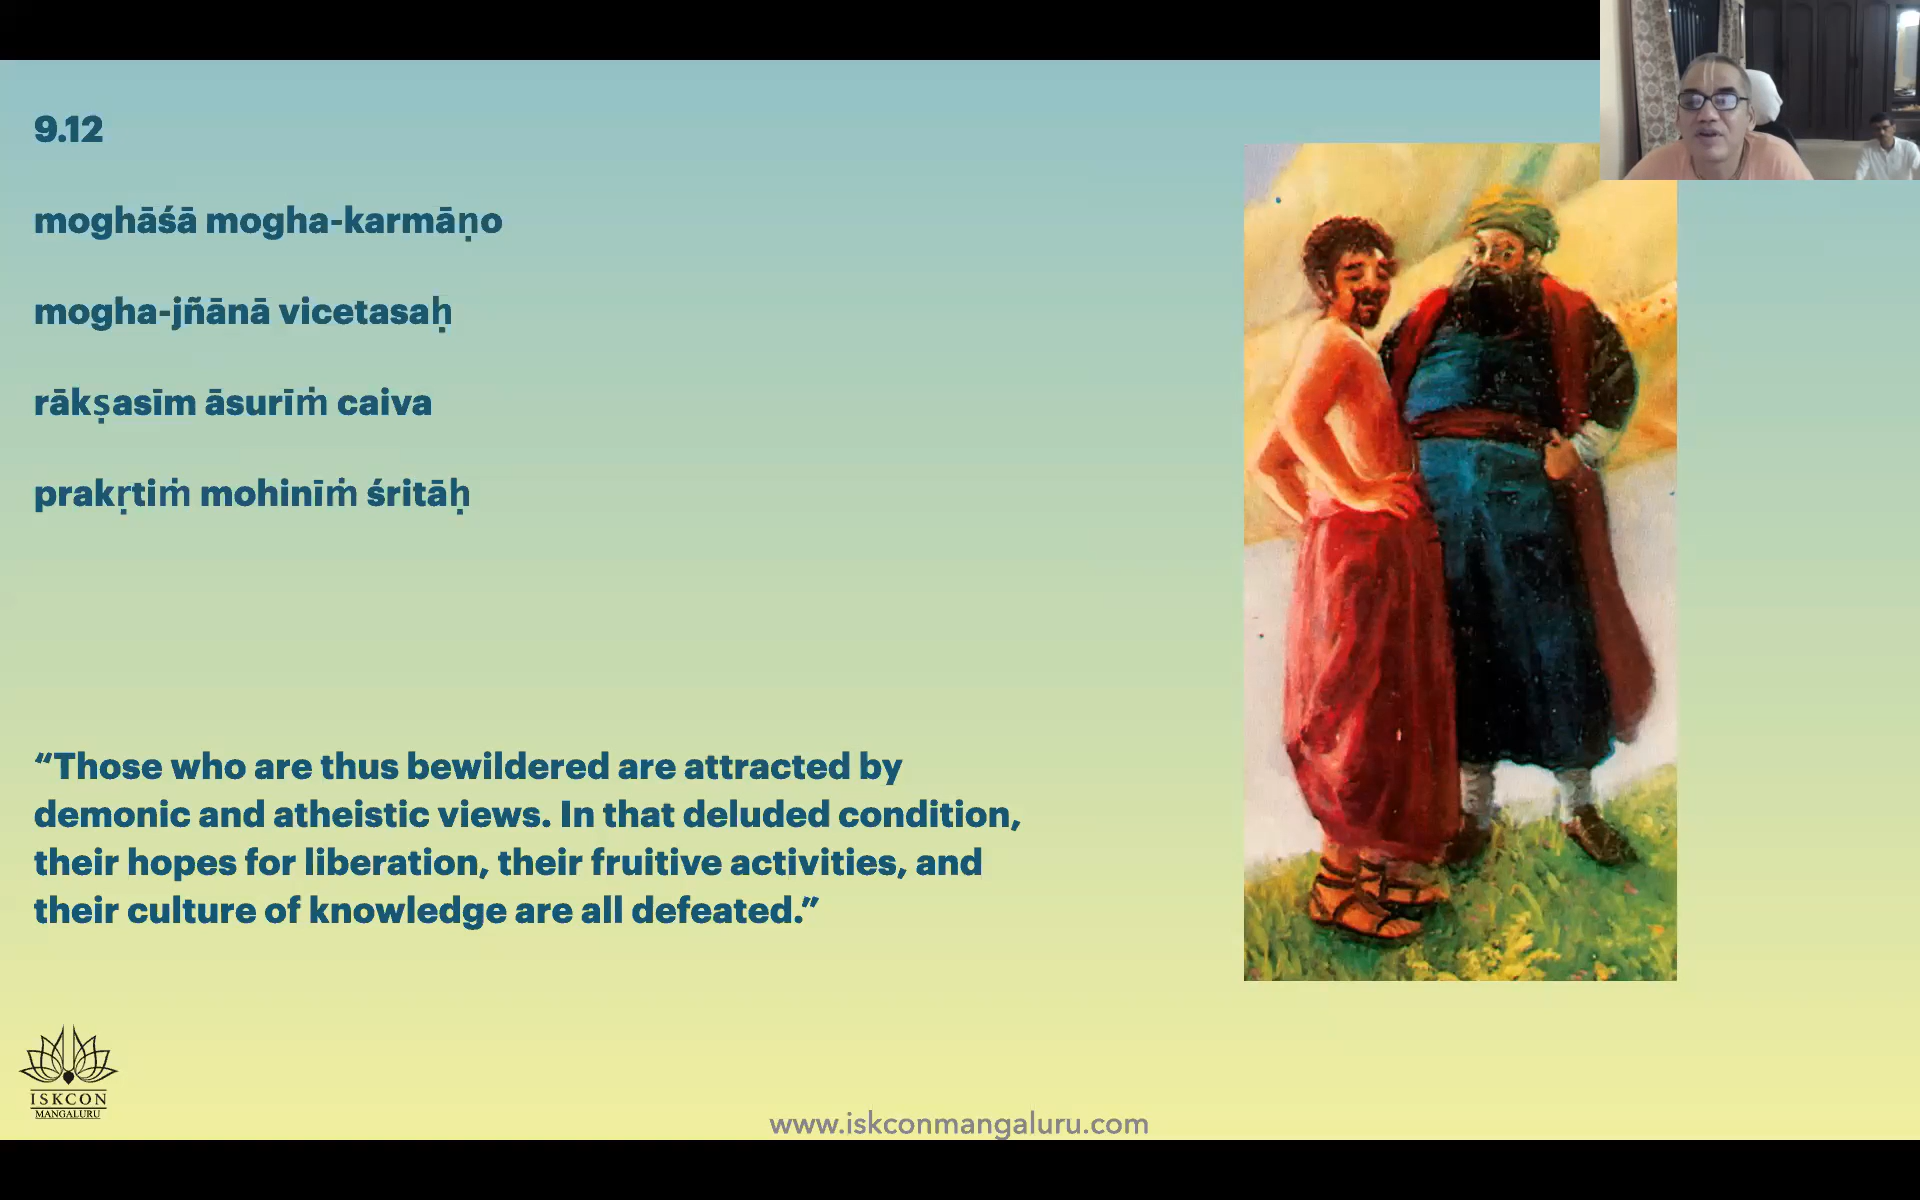 9.12
moghāśā mogha-karmāṇo
mogha-jñānā vicetasaḥ
rākṣasīm āsurīṁ caiva
prakṛtiṁ mohinīṁ śritāḥ
“Those who are thus bewildered are attracted by
demonic and atheistic views. In that deluded condition,
their hopes for liberation, their fruitive activities, and
their culture of knowledge are all defeated.”
ISKCON
MANGALURU
www.iskconmangaluru.com